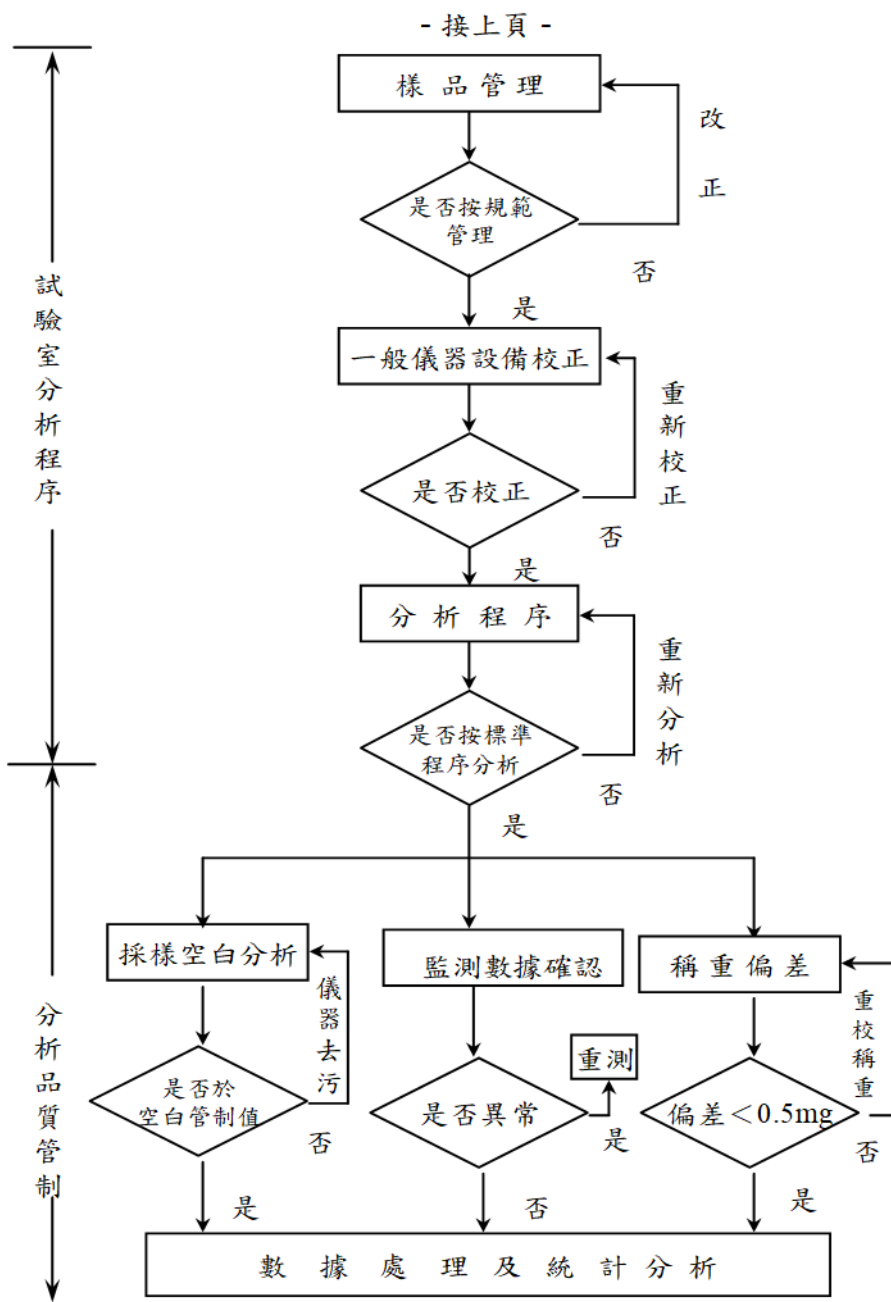 - 接上頁 -
樣品管理
改正
是否按規範
管理
否
是
一般儀器設備校正
重新校正
是否校正
否
是
試驗室分析程序
分析程序
重新分析
是否按標準
程序分析
否
是
採樣空白分析
監測數據確認
稱重偏差
儀器去污
重校稱重
重測
是否於
空白管制值
是否異常
偏差＜0.5mg
否
是
否
是
否
是
分析品質管制
數據處理及統計分析